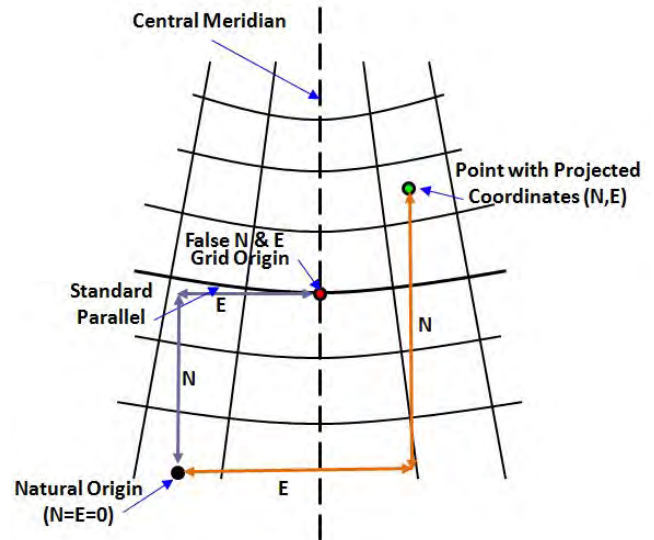 Central Meridian
Point with Projected
Coordinates (N,E)
False N & E
Grid Origin
Standard
Parallel
E
N
N
Natural Origin
(N=E=0)
E